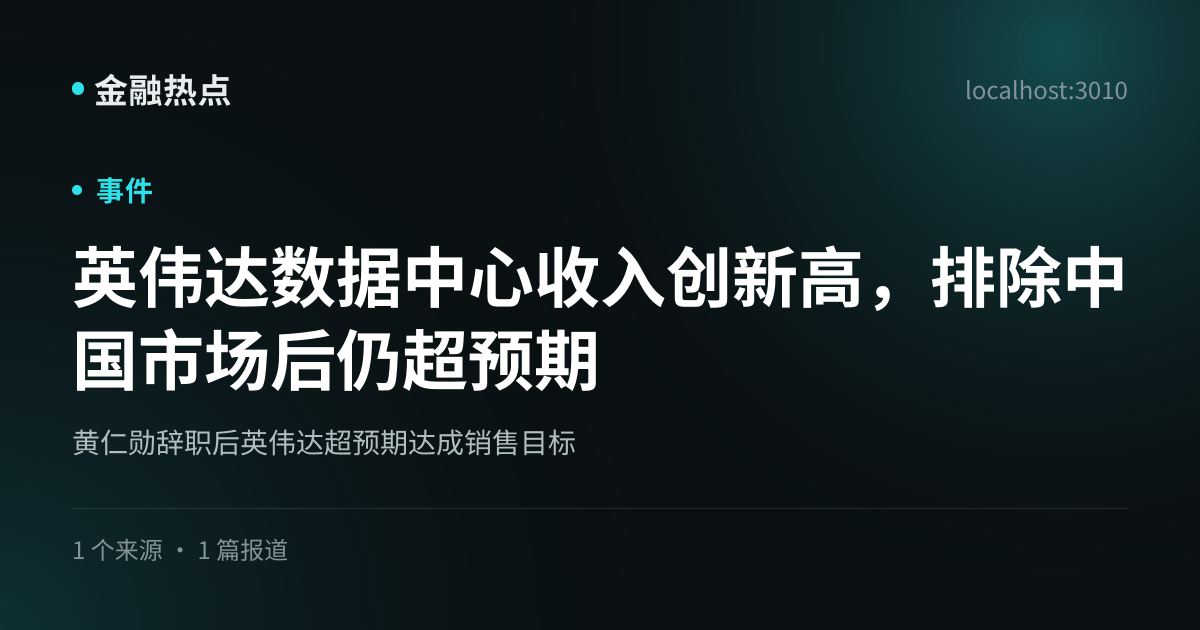 金融热点
localhost:3010
事件
英伟达数据中心收入创新高，排除中
国市场后仍超预期
黄仁勋辞职后英伟达超预期达成销售目标
1 个来源 · 1 篇报道